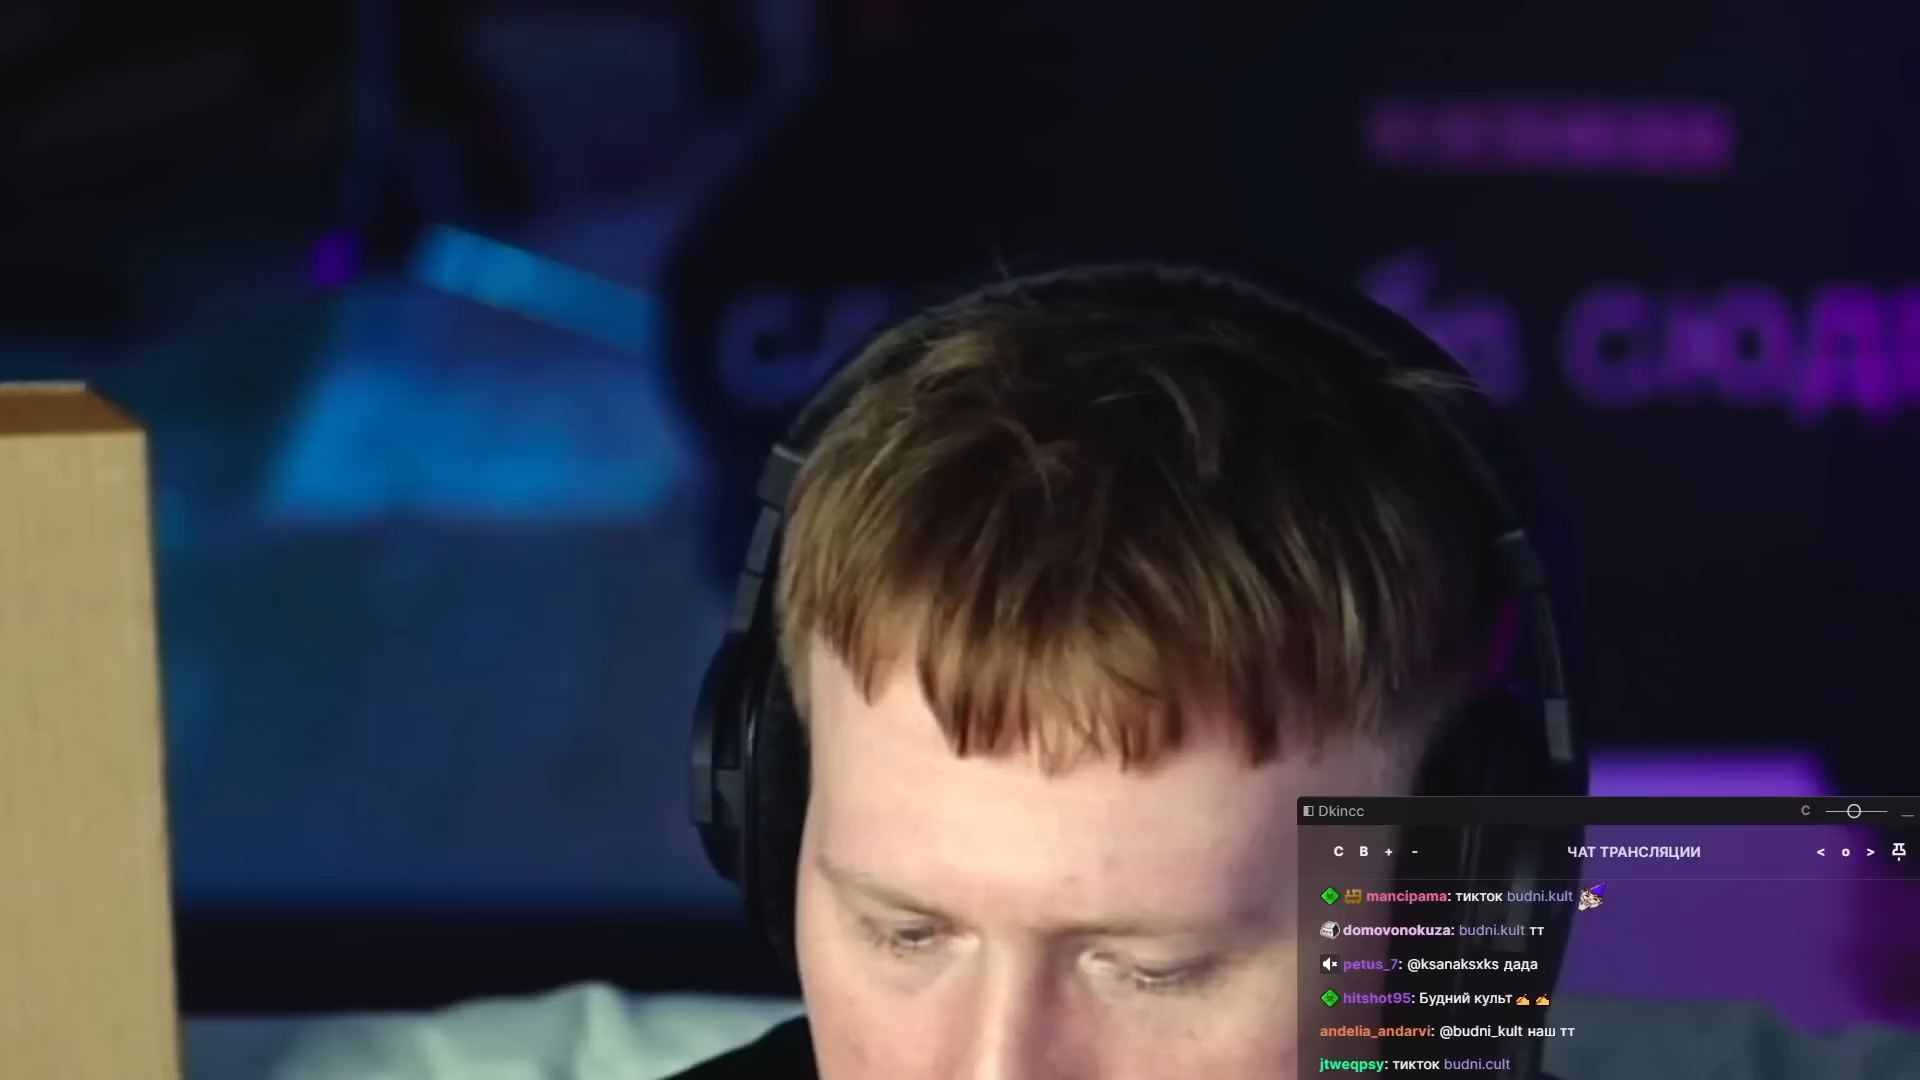 сюда
Dkincc
C
C B + -
ЧАТ ТРАНСЛЯЦИИ
< o >
mancipama: тикток budni.kult
domovonokuza: budni.kult тт
petus_7: @ksanaksxks дада
hitshot95: Будний культ✍️ ✍️
andelia_andarvi: @budni_kult наш тт
jtweqpsy: тикток budni.cult